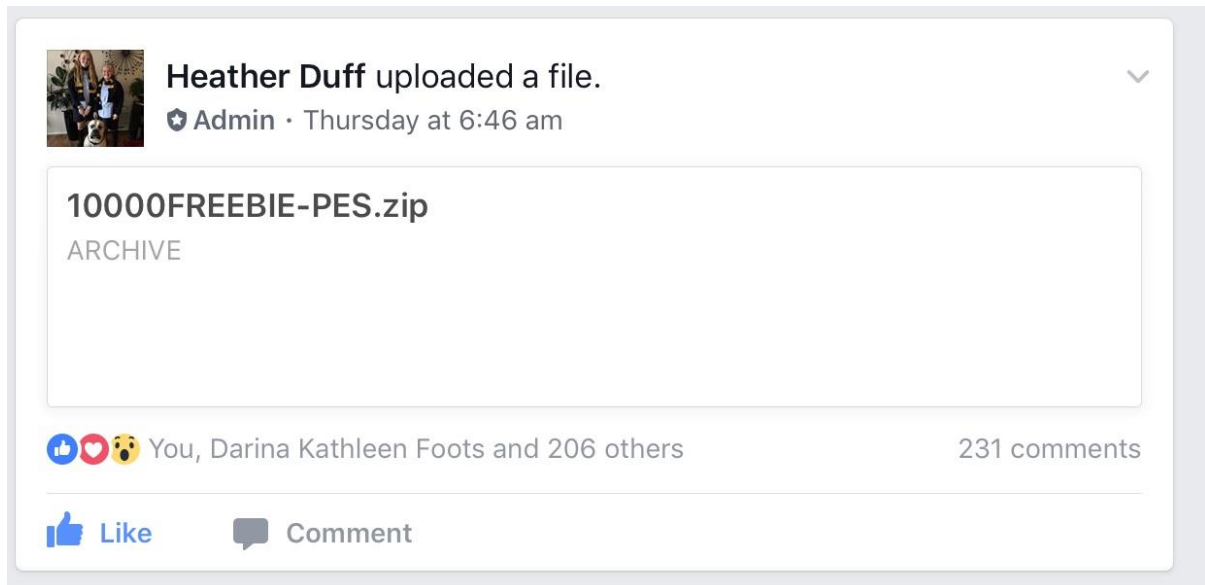 Heather Duff uploaded a file.
Admin · Thursday at 6:46 am
10000FREEBIE-PES.zip
ARCHIVE
You, Darina Kathleen Foots and 206 others 231 comments
Like Comment